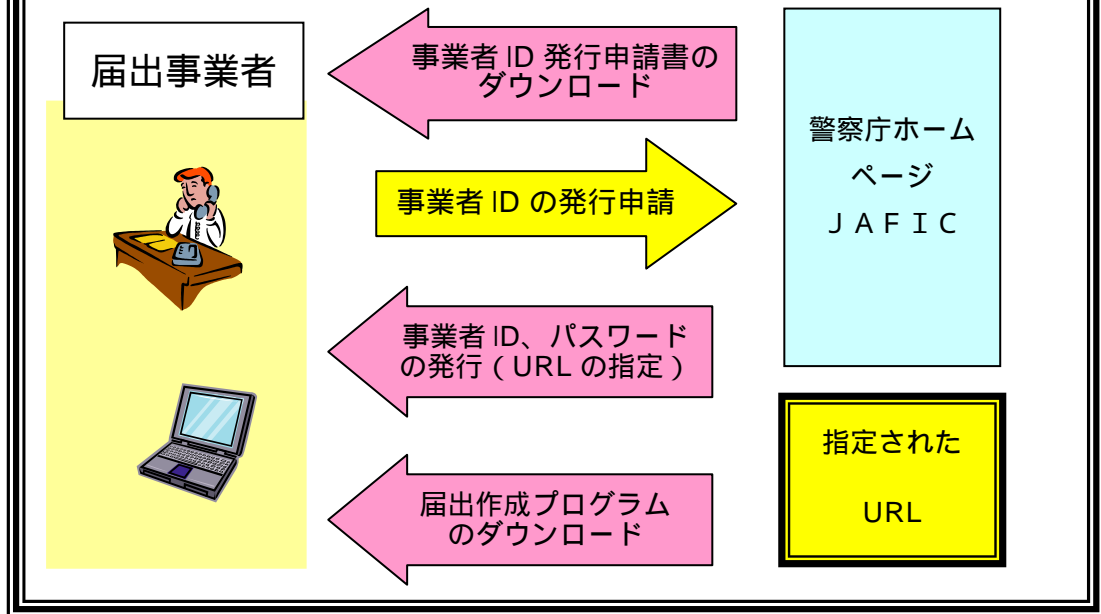 届出事業者
事業者 ID 発行申請書の
ダウンロード
警察庁ホーム
ページ
ＪＡＦＩＣ
事業者 ID の発行申請
事業者 ID、パスワード
の発行（URL の指定）
指定された
URL
届出作成プログラム
のダウンロード